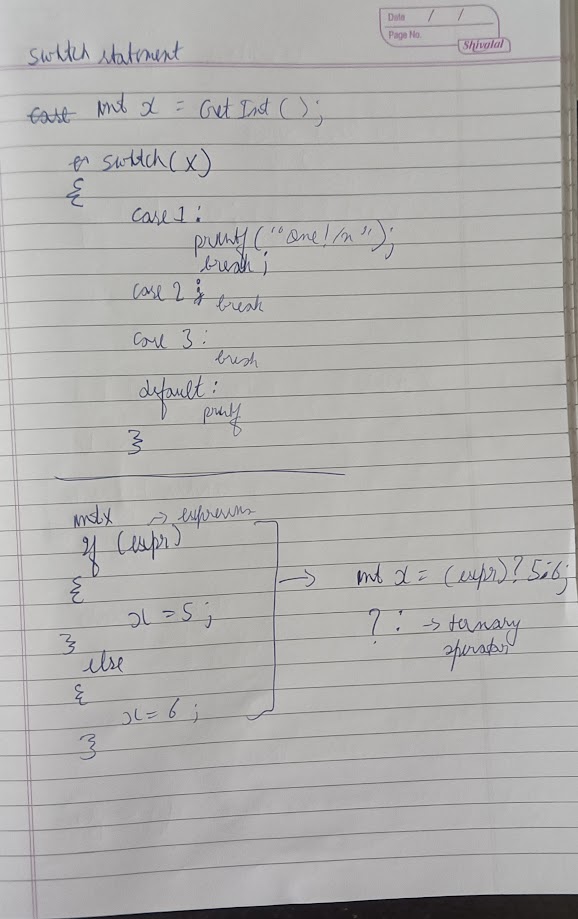 Date / /
Page No.
Shivalal
switch statement
case int x = Get Int ( );
switch(x)
{
case 1 :
printf ("One!/n");
break;
case 2 :
break
case 3 :
break
default :
printf
}
int x → expression
if (expr)
{
x = 5 ;
}
else
{
x = 6 ;
}
→ int x = (expr) ? 5:6;
? : → ternary
operator